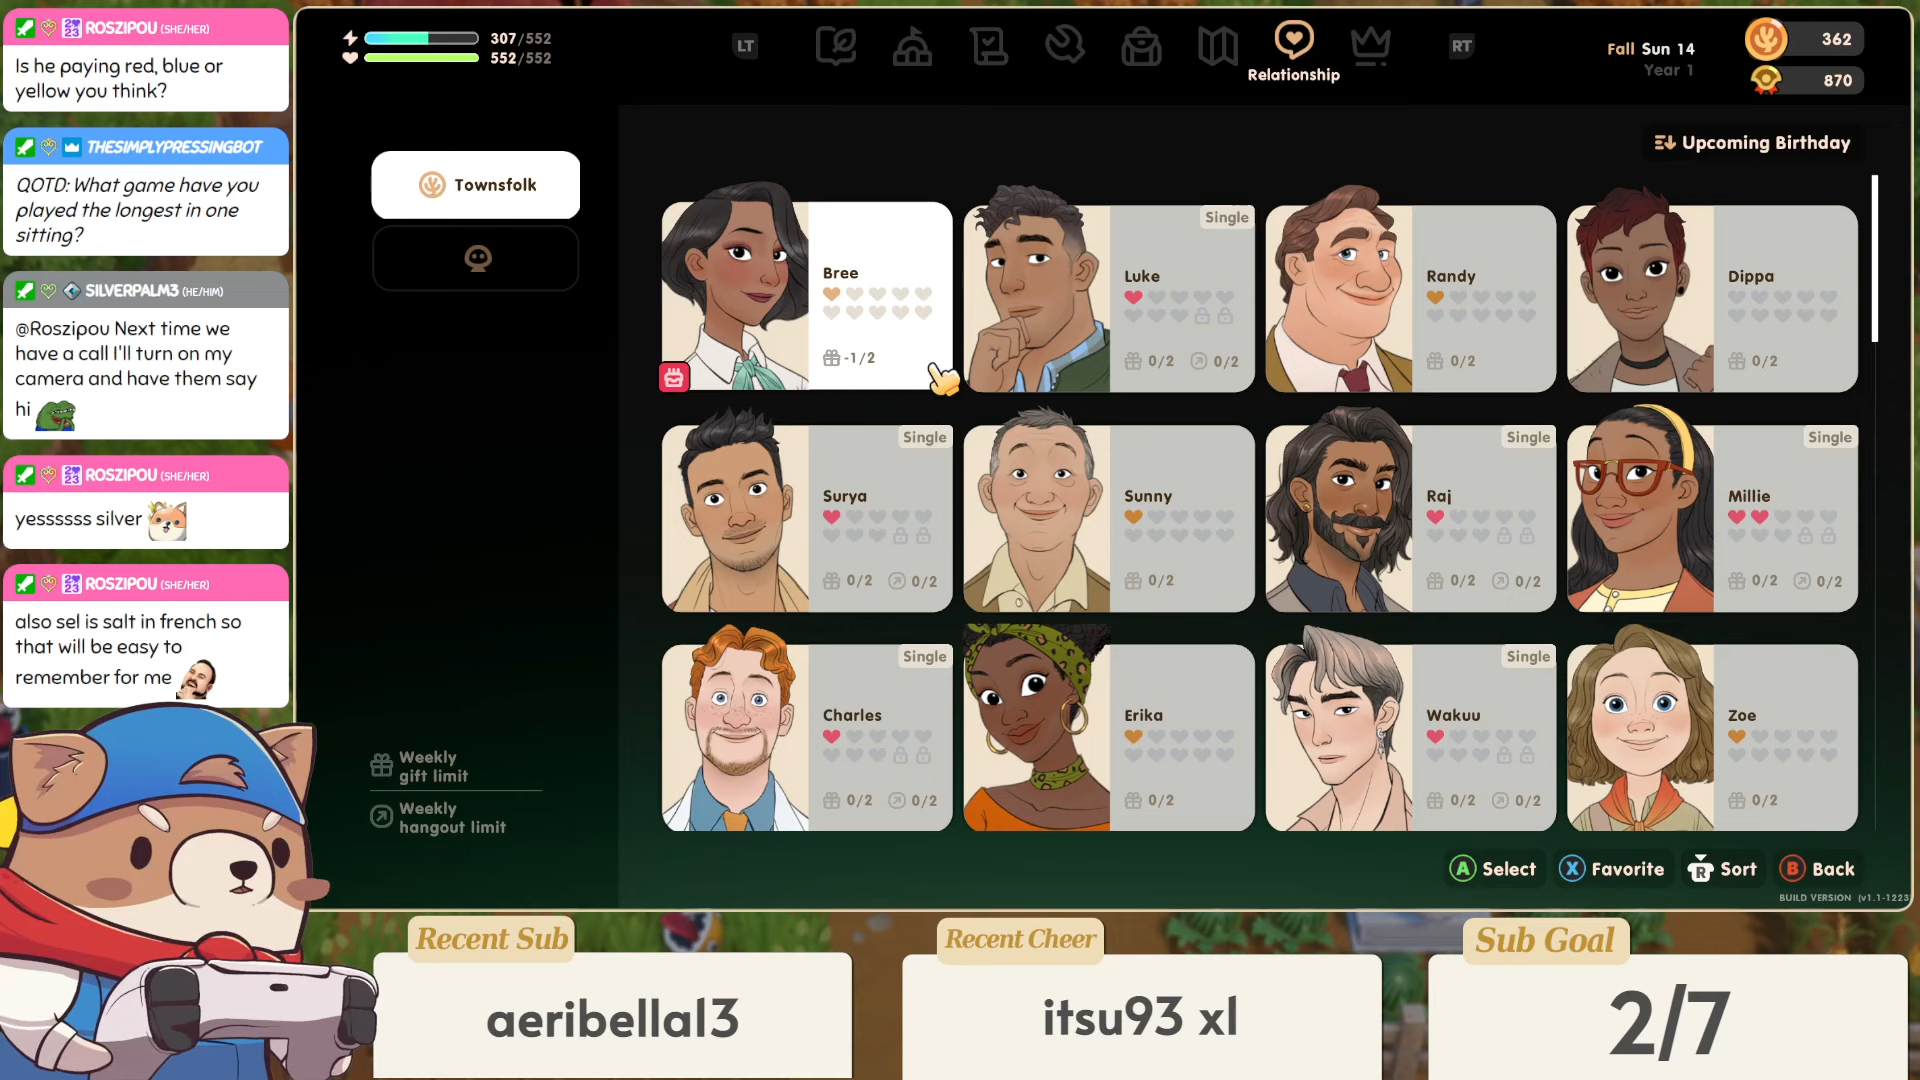 ROSZIPOU (SHE/HER)
Is he paying red, blue or
yellow you think?
THESIMPLYPRESSINGBOT
QOTD: What game have you
played the longest in one
sitting?
SILVERPALM3 (HE/HIM)
@Roszipou Next time we
have a call I'll turn on my
camera and have them say
hi
ROSZIPOU (SHE/HER)
yessssss silver
ROSZIPOU (SHE/HER)
also sel is salt in french so
that will be easy to
remember for me
307/552
552/552
LT
Relationship
RT
Fall Sun 14
Year 1
362
870
Upcoming Birthday
Townsfolk
Bree
-1/2
Single
Luke
0/2 0/2
Randy
0/2
Dippa
0/2
Single
Surya
0/2 0/2
Sunny
0/2
Single
Raj
0/2 0/2
Single
Millie
0/2 0/2
Single
Charles
0/2 0/2
Erika
0/2
Single
Wakuu
0/2 0/2
Zoe
0/2
Weekly
gift limit
Weekly
hangout limit
A Select
X Favorite
R Sort
B Back
BUILD VERSION (v1.1-1223
Recent Sub
aeribella13
Recent Cheer
itsu93 xl
Sub Goal
2/7